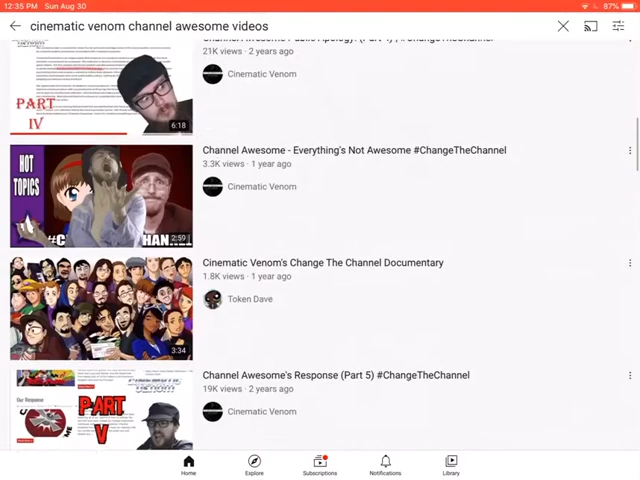 12:35 PM Sun Aug 30
87%
cinematic venom channel awesome videos
21K views · 2 years ago
Cinematic Venom
PART
IV
6:18
Channel Awesome - Everything's Not Awesome #ChangeTheChannel
3.3K views · 1 year ago
Cinematic Venom
HOT
TOPICS
2:59
Cinematic Venom's Change The Channel Documentary
1.8K views · 1 year ago
Token Dave
3:34
Channel Awesome's Response (Part 5) #ChangeTheChannel
19K views · 2 years ago
Cinematic Venom
Our Response
PART
V
Home
Explore
Subscriptions
Notifications
Library